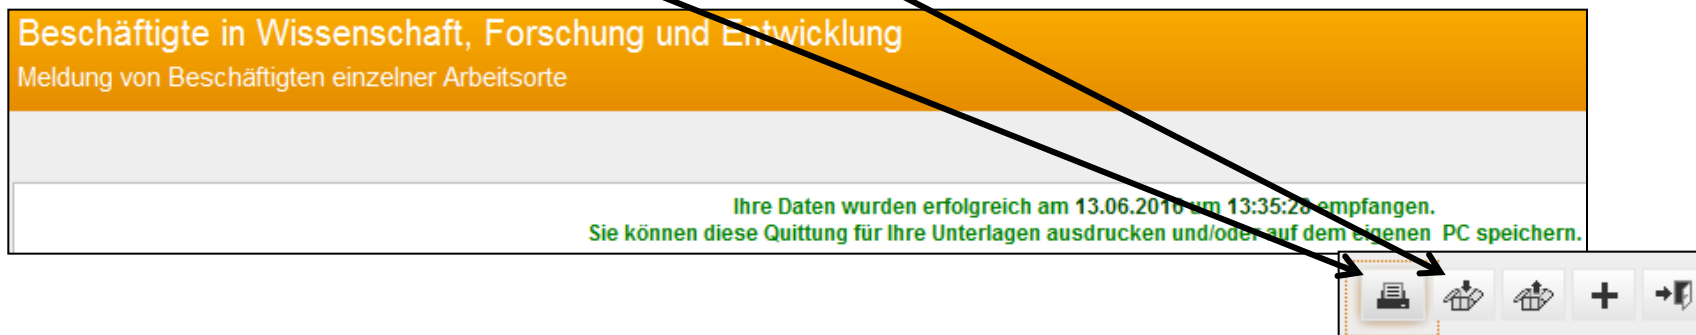 Beschäftigte in Wissenschaft, Forschung und Entwicklung
Meldung von Beschäftigten einzelner Arbeitsorte
Ihre Daten wurden erfolgreich am 13.06.2016 um 13:35:28 empfangen.
Sie können diese Quittung für Ihre Unterlagen ausdrucken und/oder auf dem eigenen PC speichern.